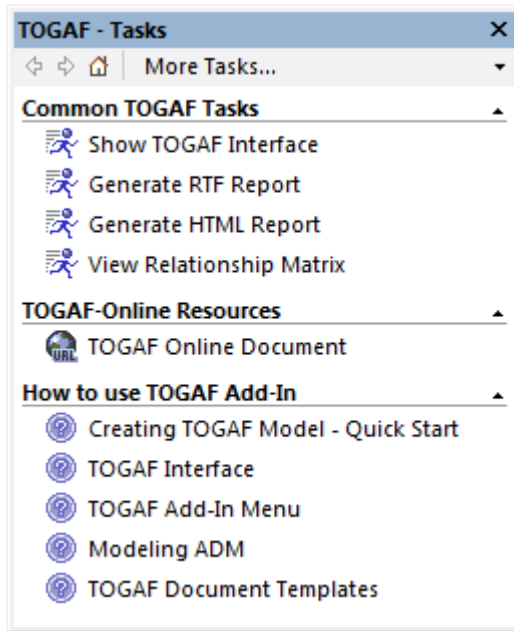 TOGAF - Tasks
More Tasks...
Common TOGAF Tasks
Show TOGAF Interface
Generate RTF Report
Generate HTML Report
View Relationship Matrix
TOGAF-Online Resources
URL TOGAF Online Document
How to use TOGAF Add-In
Creating TOGAF Model - Quick Start
TOGAF Interface
TOGAF Add-In Menu
Modeling ADM
TOGAF Document Templates